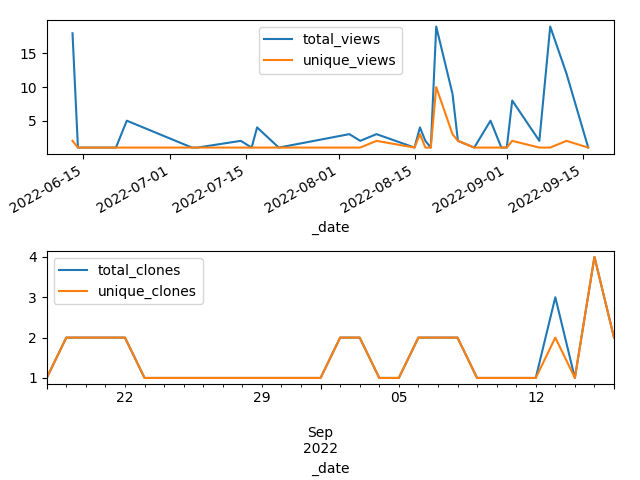 total_views
unique_views
15
10
5
2022-06-15
2022-07-01
2022-07-15
2022-08-01
2022-08-15
2022-09-01
2022-09-15
_date
total_clones
unique_clones
4
3
2
1
22
29
05
12
Sep
2022
_date